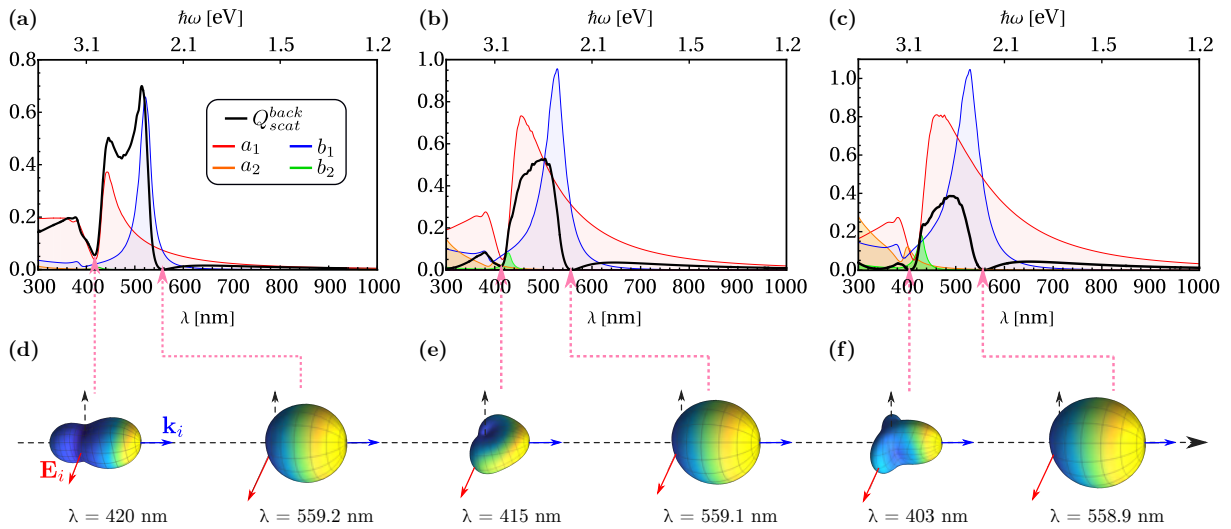 (a) ħω [eV] (b) ħω [eV] (c) ħω [eV]
3.1 2.1 1.5 1.2 3.1 2.1 1.5 1.2 3.1 2.1 1.5 1.2
0.8 1.0 1.0
0.6 0.8 0.8
0.4 0.6 0.6
0.2 0.4 0.4
0.0 0.2 0.2
0.0 0.0
Q_{scat}^{back}
a_1 b_1
a_2 b_2
300 400 500 600 700 800 900 1000 300 400 500 600 700 800 900 1000 300 400 500 600 700 800 900 1000
λ [nm] λ [nm] λ [nm]
(d) (e) (f)
k_i
E_i
λ = 420 nm λ = 559.2 nm λ = 415 nm λ = 559.1 nm λ = 403 nm λ = 558.9 nm